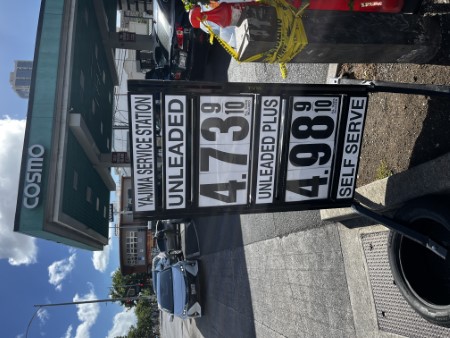 COSMO
YAJIMA SERVICE STATION
UNLEADED
4.73 9/10
UNLEADED PLUS
4.98 9/10
SELF SERVE